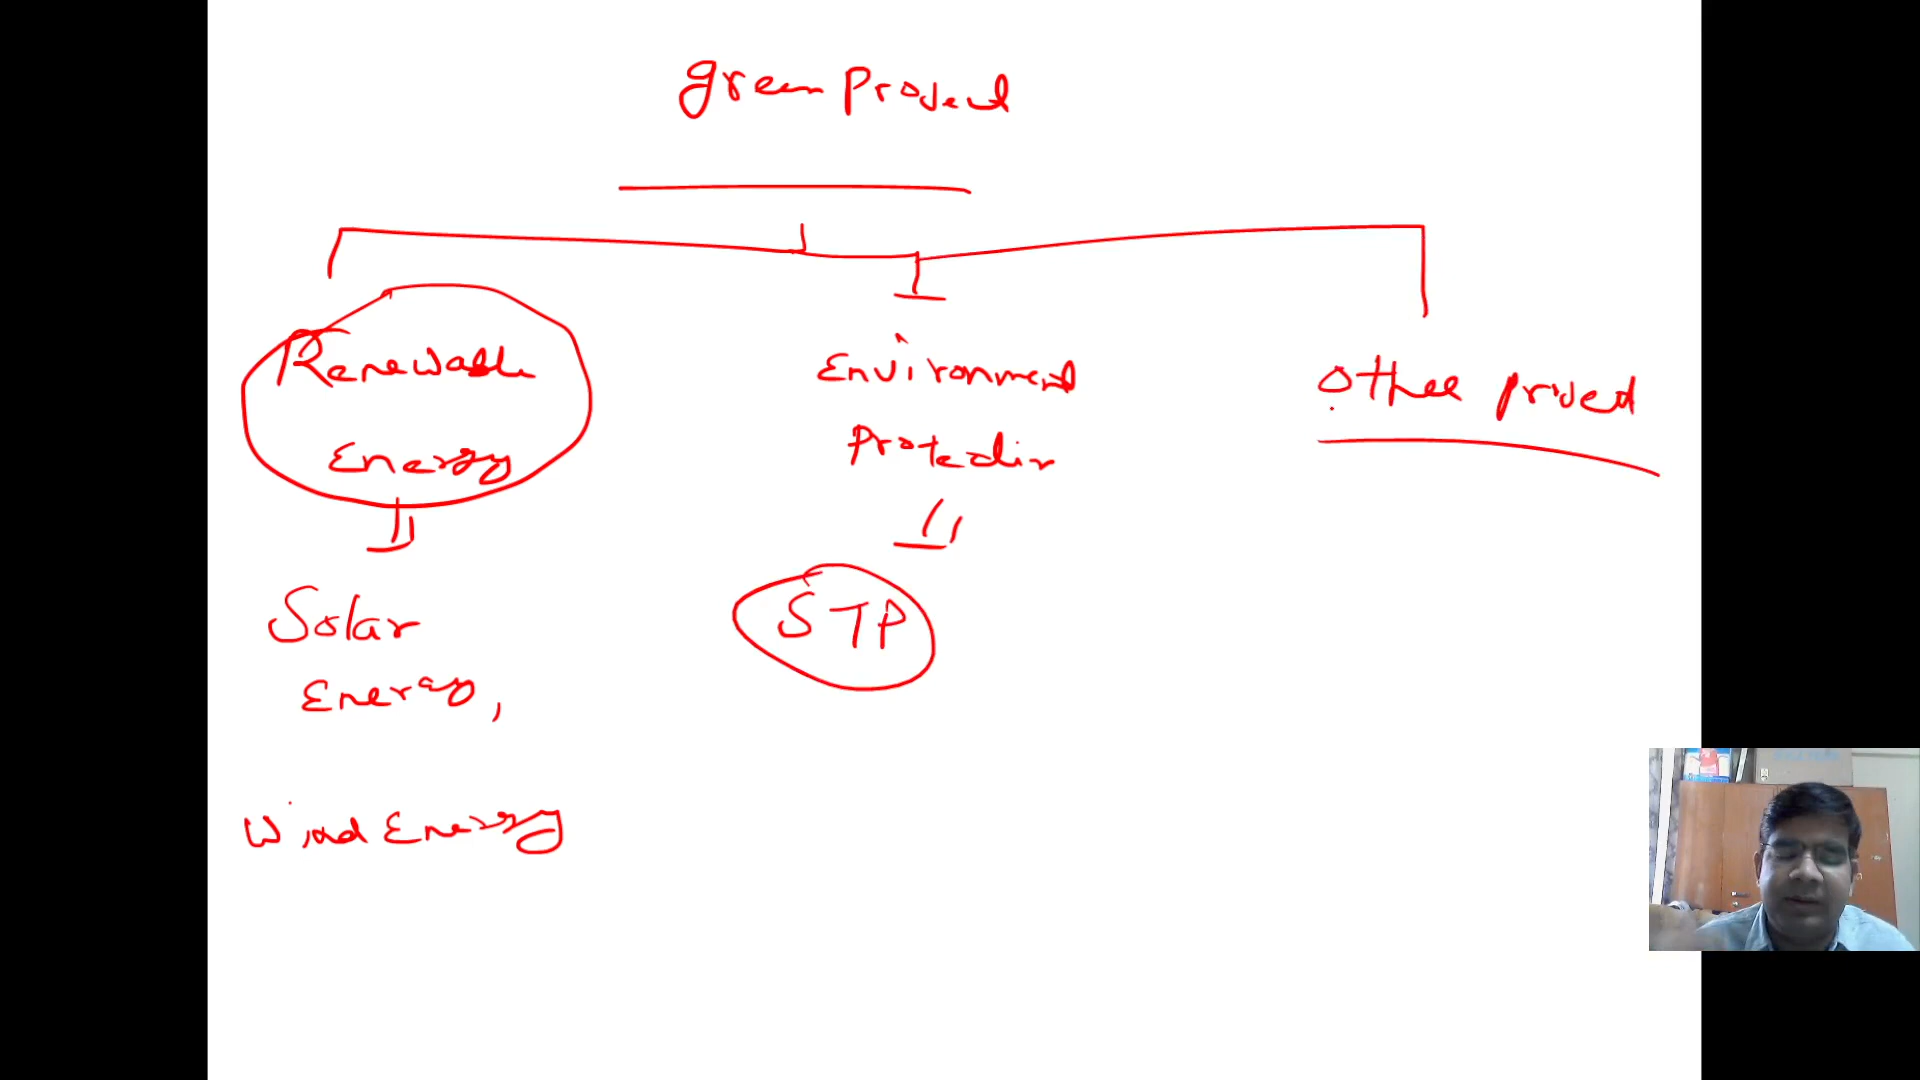 green Project
Renewable
Energy
Environment
Protection
Other project
STP
Solar
Energy,
Wind Energy